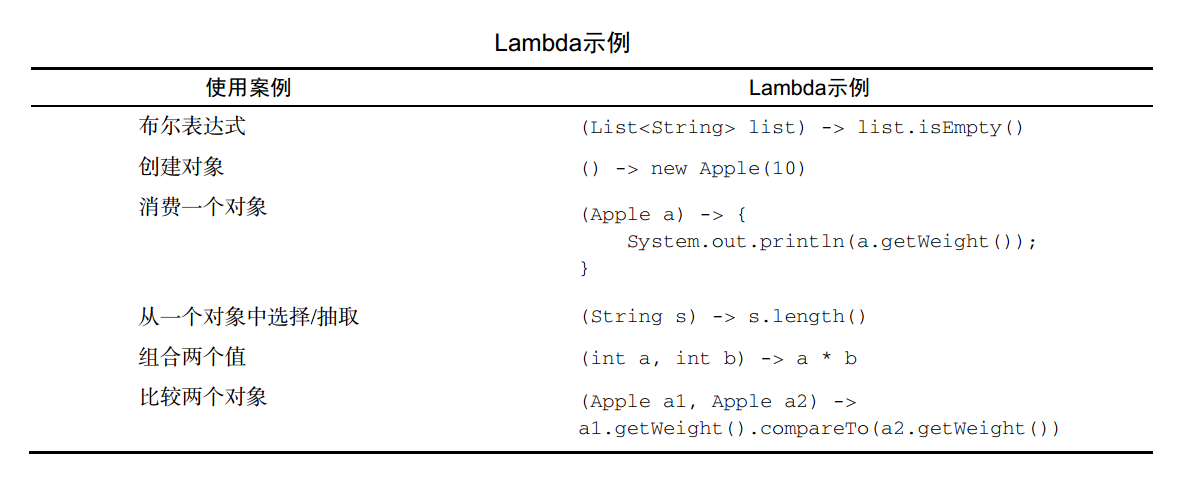 Lambda示例
使用案例 Lambda示例
布尔表达式 (List<String> list) -> list.isEmpty()
创建对象 () -> new Apple(10)
消费一个对象 (Apple a) -> {
    System.out.println(a.getWeight());
}
从一个对象中选择/抽取 (String s) -> s.length()
组合两个值 (int a, int b) -> a * b
比较两个对象 (Apple a1, Apple a2) ->
a1.getWeight().compareTo(a2.getWeight())